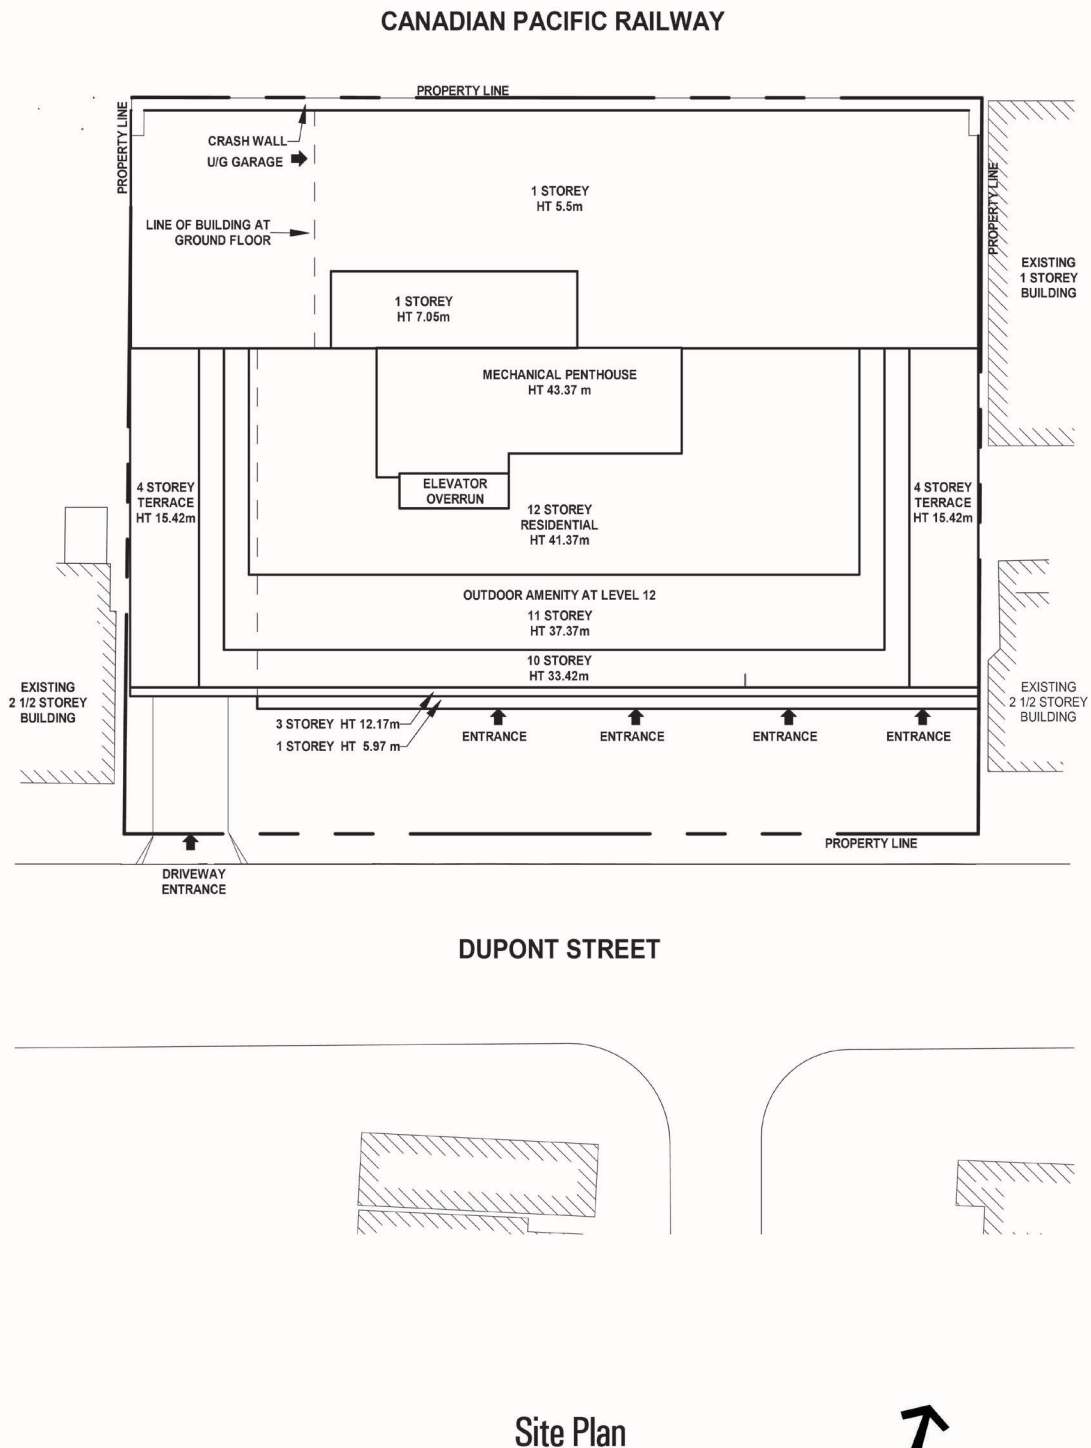 CANADIAN PACIFIC RAILWAY
PROPERTY LINE
PROPERTY LINE
CRASH WALL
U/G GARAGE
1 STOREY
HT 5.5m
PROPERTY LINE
LINE OF BUILDING AT
GROUND FLOOR
EXISTING
1 STOREY
BUILDING
1 STOREY
HT 7.05m
MECHANICAL PENTHOUSE
HT 43.37 m
ELEVATOR
OVERRUN
4 STOREY
TERRACE
HT 15.42m
4 STOREY
TERRACE
HT 15.42m
12 STOREY
RESIDENTIAL
HT 41.37m
OUTDOOR AMENITY AT LEVEL 12
11 STOREY
HT 37.37m
10 STOREY
HT 33.42m
EXISTING
2 1/2 STOREY
BUILDING
EXISTING
2 1/2 STOREY
BUILDING
3 STOREY HT 12.17m
1 STOREY HT 5.97 m
ENTRANCE
ENTRANCE
ENTRANCE
ENTRANCE
PROPERTY LINE
DRIVEWAY
ENTRANCE
DUPONT STREET
Site Plan